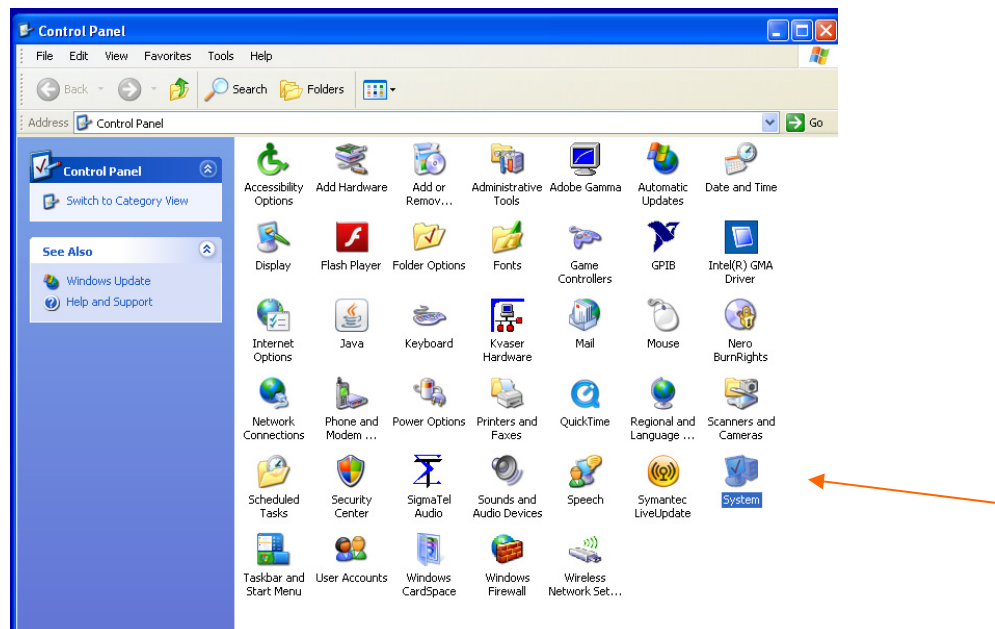 Control Panel
File Edit View Favorites Tools Help
Back Search Folders
Address Control Panel Go
Control Panel
Switch to Category View
See Also
Windows Update
Help and Support
Accessibility Options
Add Hardware
Add or Remov...
Administrative Tools
Adobe Gamma
Automatic Updates
Date and Time
Display
Flash Player
Folder Options
Fonts
Game Controllers
GPIB
Intel(R) GMA Driver
Internet Options
Java
Keyboard
Kvaser Hardware
Mail
Mouse
Nero BurnRights
Network Connections
Phone and Modem ...
Power Options
Printers and Faxes
QuickTime
Regional and Language ...
Scanners and Cameras
Scheduled Tasks
Security Center
SigmaTel Audio
Sounds and Audio Devices
Speech
Symantec LiveUpdate
System
Taskbar and Start Menu
User Accounts
Windows CardSpace
Windows Firewall
Wireless Network Set...